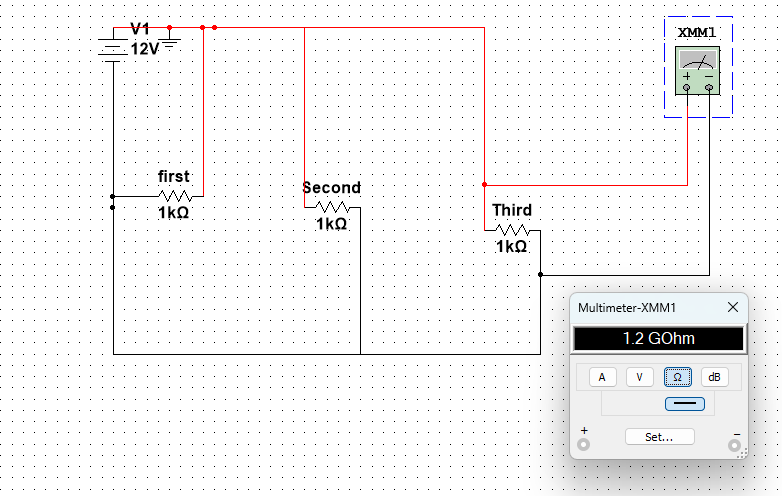 V1
12V
XMM1
+ −
first
1kΩ
Second
1kΩ
Third
1kΩ
Multimeter-XMM1
1.2 GOhm
A V Ω dB
+ −
Set...